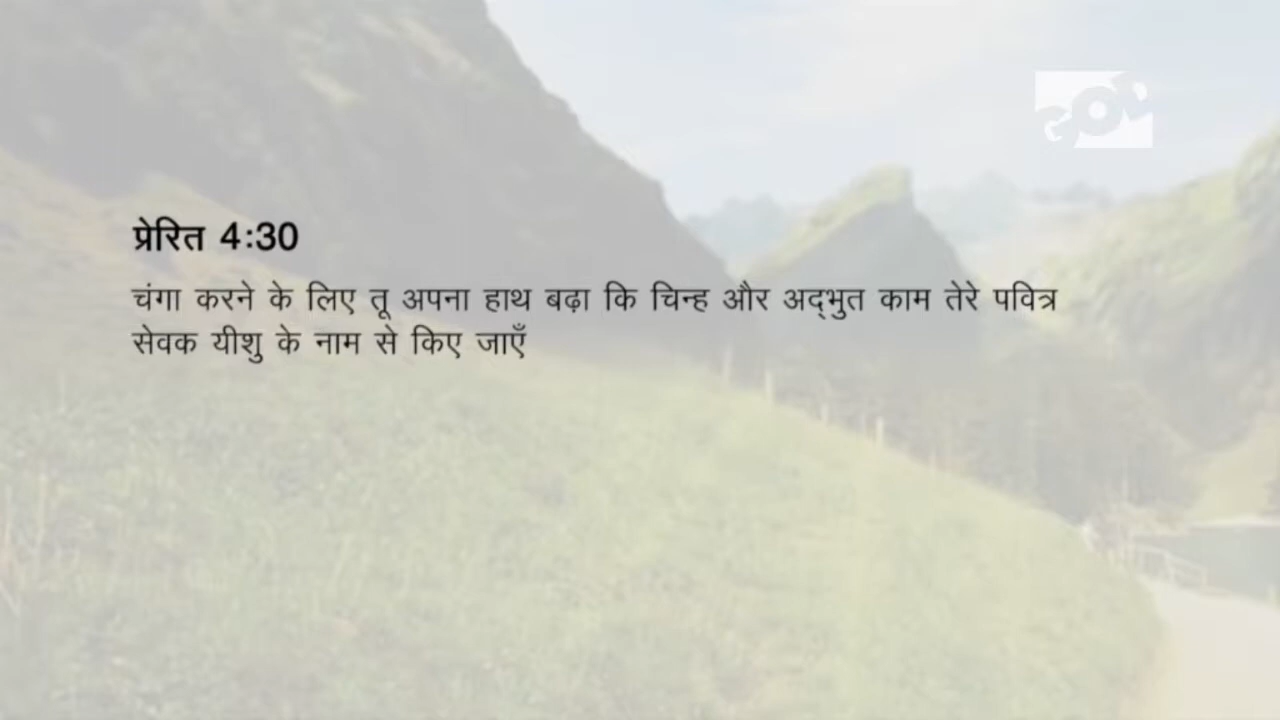 प्रेरित 4:30
चंगा करने के लिए तू अपना हाथ बढ़ा कि चिन्ह और अद्‌भुत काम तेरे पवित्र
सेवक यीशु के नाम से किए जाएँ